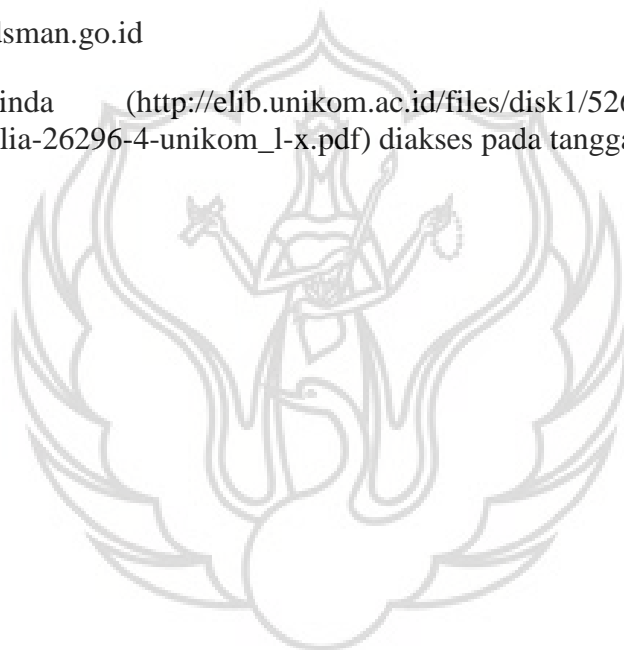 dsman.go.id
inda (http://elib.unikom.ac.id/files/disk1/526
lia-26296-4-unikom_l-x.pdf) diakses pada tangga